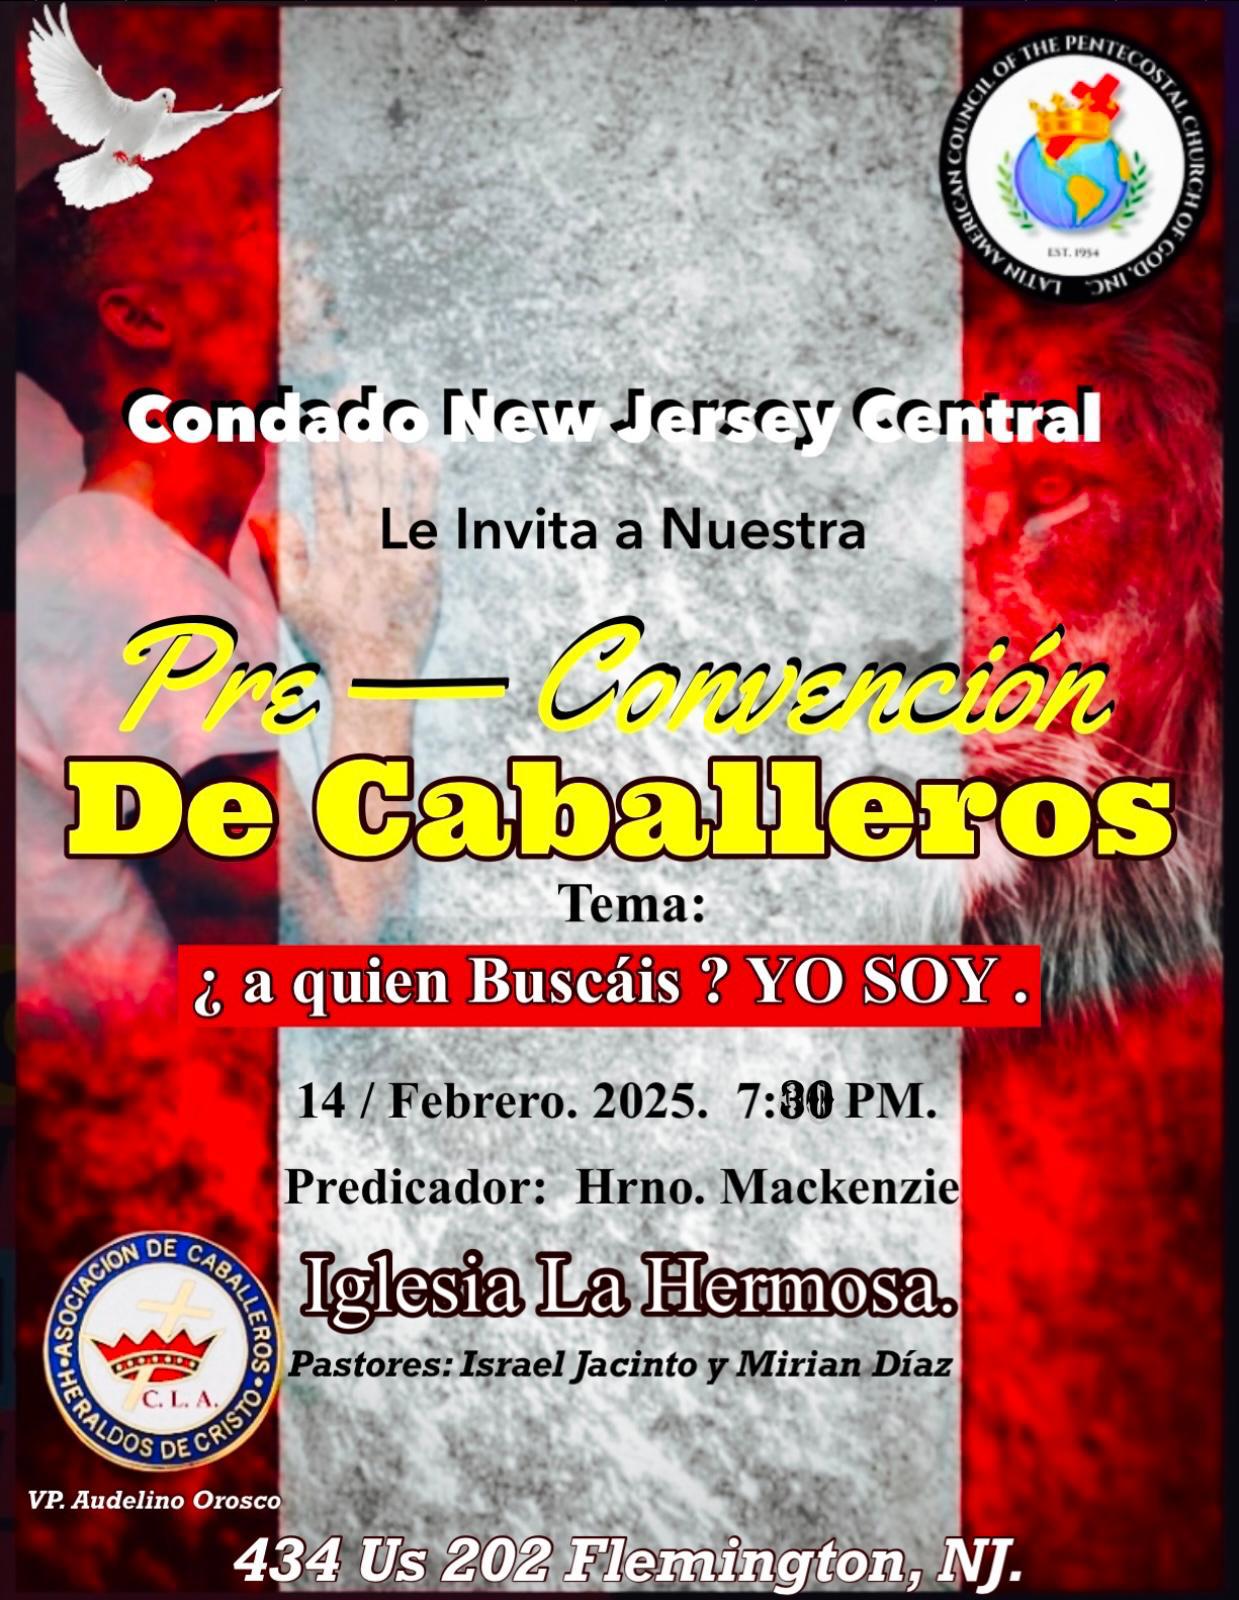 LATIN AMERICAN COUNCIL OF THE PENTECOSTAL CHURCH OF GOD, INC.
EST. 1954
Condado New Jersey Central
Le Invita a Nuestra
Pre — Convención
De Caballeros
Tema:
¿ a quien Buscáis ? YO SOY .
14 / Febrero. 2025. 7:30 PM.
Predicador: Hrno. Mackenzie
Iglesia La Hermosa.
Pastores: Israel Jacinto y Mirian Díaz
ASOCIACION DE CABALLEROS
HERALDOS DE CRISTO
C. L. A.
VP. Audelino Orosco
434 Us 202 Flemington, NJ.